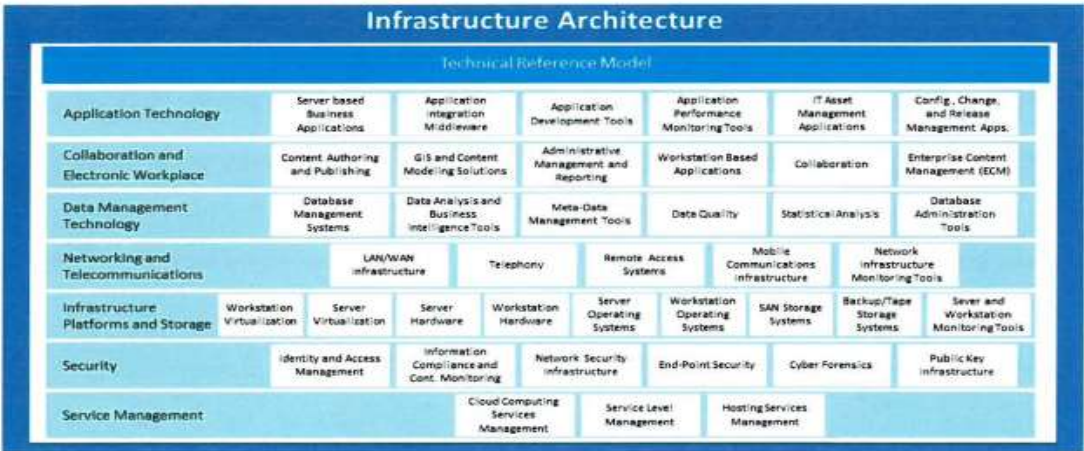 Infrastructure Architecture
Technical Reference Model
Application Technology
Server based
Business
Applications
Application
Integration
Middleware
Application
Development Tools
Application
Performance
Monitoring Tools
IT Asset
Management
Applications
Config., Change,
and Release
Management Apps.
Collaboration and
Electronic Workplace
Content Authoring
and Publishing
GIS and Content
Modeling Solutions
Administrative
Management and
Reporting
Workstation Based
Applications
Collaboration
Enterprise Content
Management (ECM)
Data Management
Technology
Database
Management
Systems
Data Analysis and
Business
Intelligence Tools
Meta-Data
Management Tools
Data Quality
Statistical Analysis
Database
Administration
Tools
Networking and
Telecommunications
LAN/WAN
Infrastructure
Telephony
Remote Access
Systems
Mobile
Communications
Infrastructure
Network
Infrastructure
Monitoring Tools
Infrastructure
Platforms and Storage
Workstation
Virtualization
Server
Virtualization
Server
Hardware
Workstation
Hardware
Server
Operating
Systems
Workstation
Operating
Systems
SAN Storage
Systems
Backup/Tape
Storage
Systems
Sever and
Workstation
Monitoring Tools
Security
Identity and Access
Management
Information
Compliance and
Cont. Monitoring
Network Security
Infrastructure
End-Point Security
Cyber Forensics
Public Key
Infrastructure
Service Management
Cloud Computing
Services
Management
Service Level
Management
Hosting Services
Management